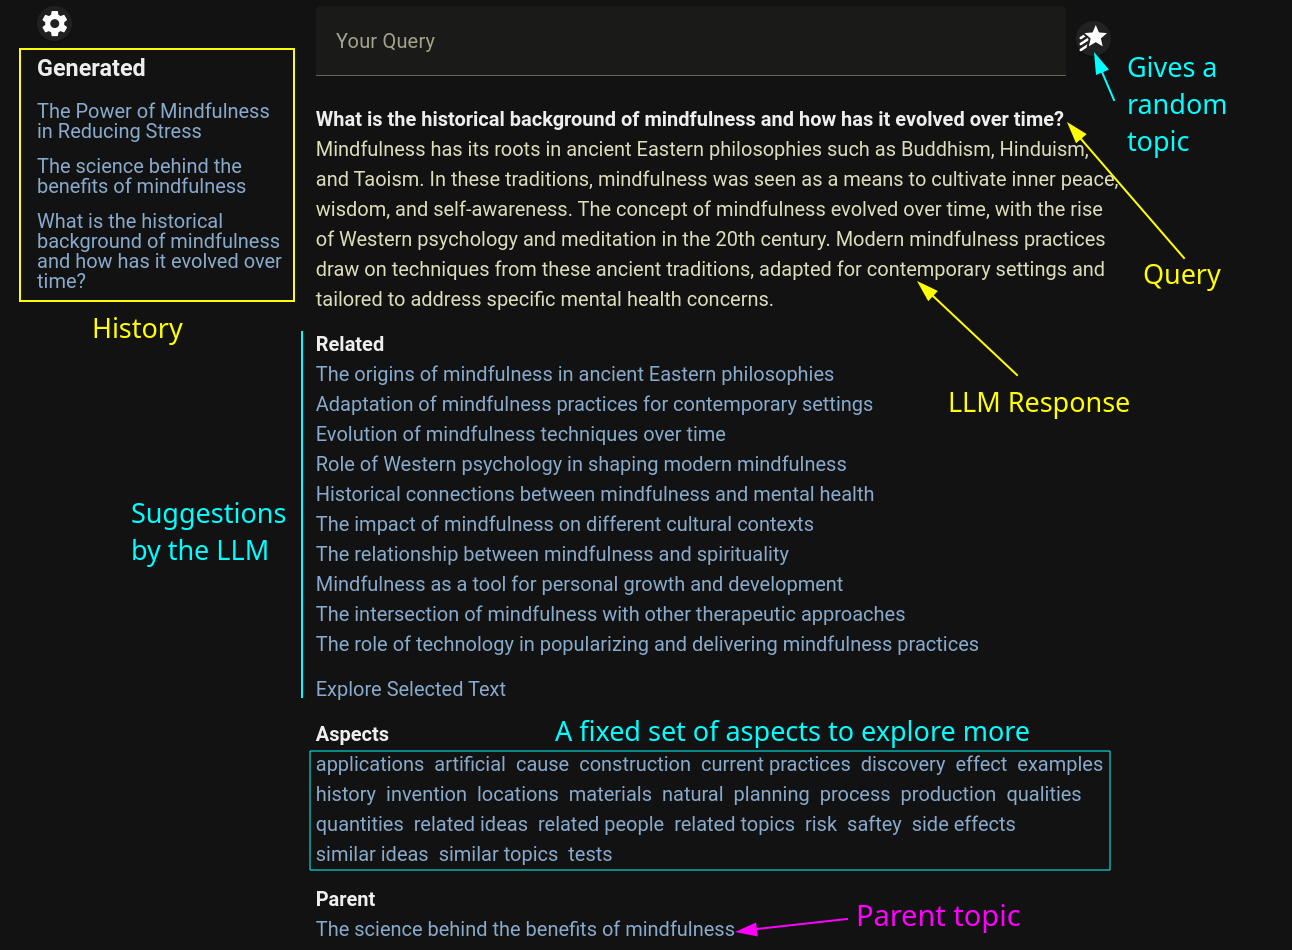 Your Query
Gives a
random
topic
Generated
The Power of Mindfulness
in Reducing Stress
The science behind the
benefits of mindfulness
What is the historical
background of mindfulness
and how has it evolved over
time?
History
What is the historical background of mindfulness and how has it evolved over time?
Mindfulness has its roots in ancient Eastern philosophies such as Buddhism, Hinduism,
and Taoism. In these traditions, mindfulness was seen as a means to cultivate inner peace,
wisdom, and self-awareness. The concept of mindfulness evolved over time, with the rise
of Western psychology and meditation in the 20th century. Modern mindfulness practices
draw on techniques from these ancient traditions, adapted for contemporary settings and
tailored to address specific mental health concerns.
Query
LLM Response
Related
The origins of mindfulness in ancient Eastern philosophies
Adaptation of mindfulness practices for contemporary settings
Evolution of mindfulness techniques over time
Role of Western psychology in shaping modern mindfulness
Historical connections between mindfulness and mental health
The impact of mindfulness on different cultural contexts
The relationship between mindfulness and spirituality
Mindfulness as a tool for personal growth and development
The intersection of mindfulness with other therapeutic approaches
The role of technology in popularizing and delivering mindfulness practices
Suggestions
by the LLM
Explore Selected Text
Aspects
A fixed set of aspects to explore more
applications artificial cause construction current practices discovery effect examples
history invention locations materials natural planning process production qualities
quantities related ideas related people related topics risk saftey side effects
similar ideas similar topics tests
Parent
The science behind the benefits of mindfulness
Parent topic